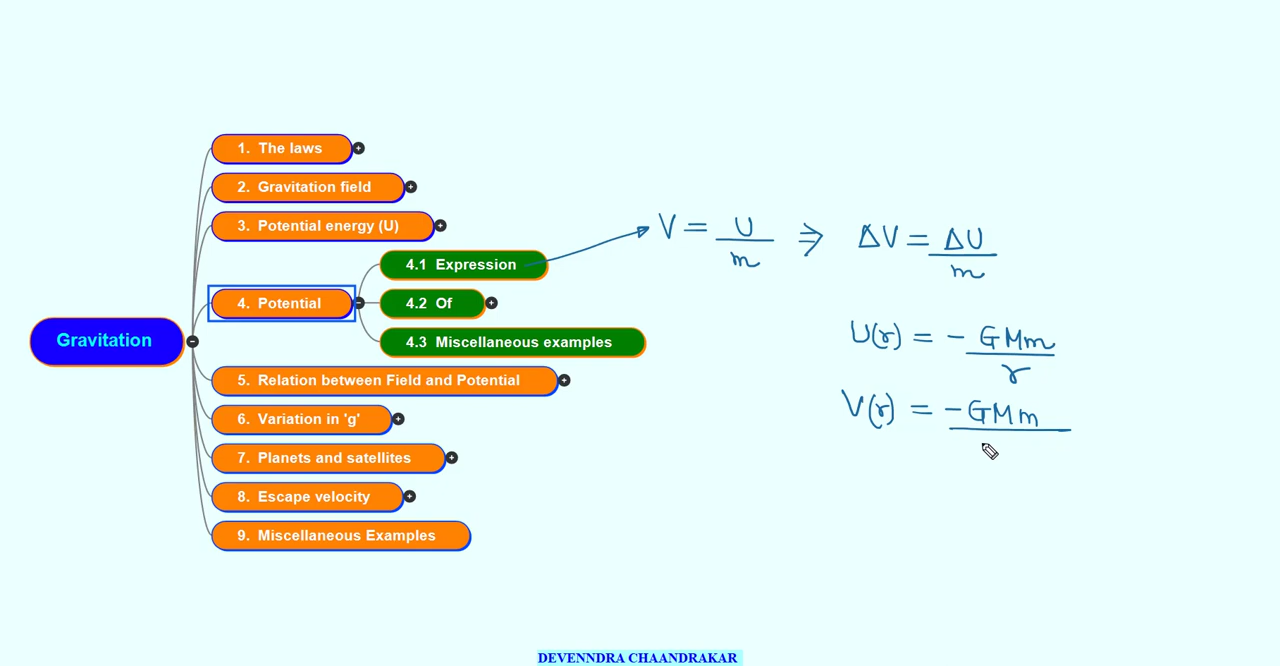 1. The laws
2. Gravitation field
3. Potential energy (U)
4.1 Expression
V = U/m ⇒ ΔV = ΔU/m
4. Potential
4.2 Of
4.3 Miscellaneous examples
U(r) = - GMm/r
Gravitation
5. Relation between Field and Potential
V(r) = - GMm
6. Variation in 'g'
7. Planets and satellites
8. Escape velocity
9. Miscellaneous Examples
DEVENNDRA CHAANDRAKAR